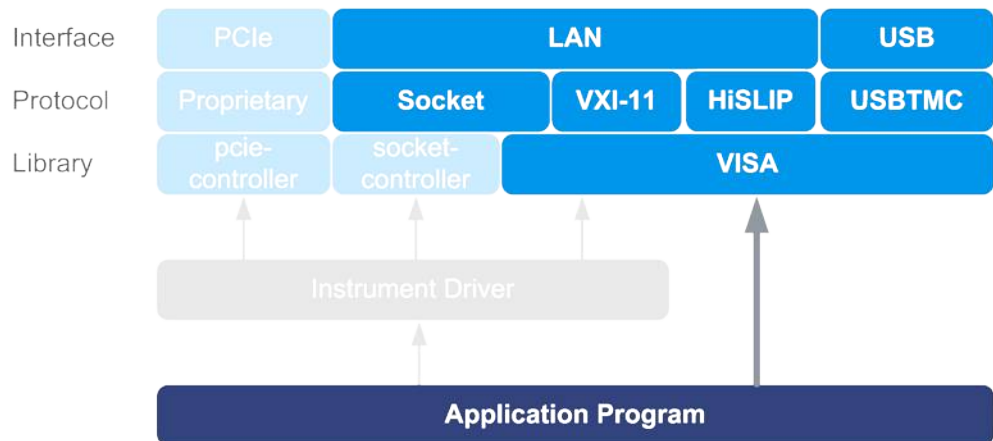 Interface PCIe LAN USB
Protocol Proprietary Socket VXI-11 HiSLIP USBTMC
Library pcie-controller socket-controller VISA
Instrument Driver
Application Program